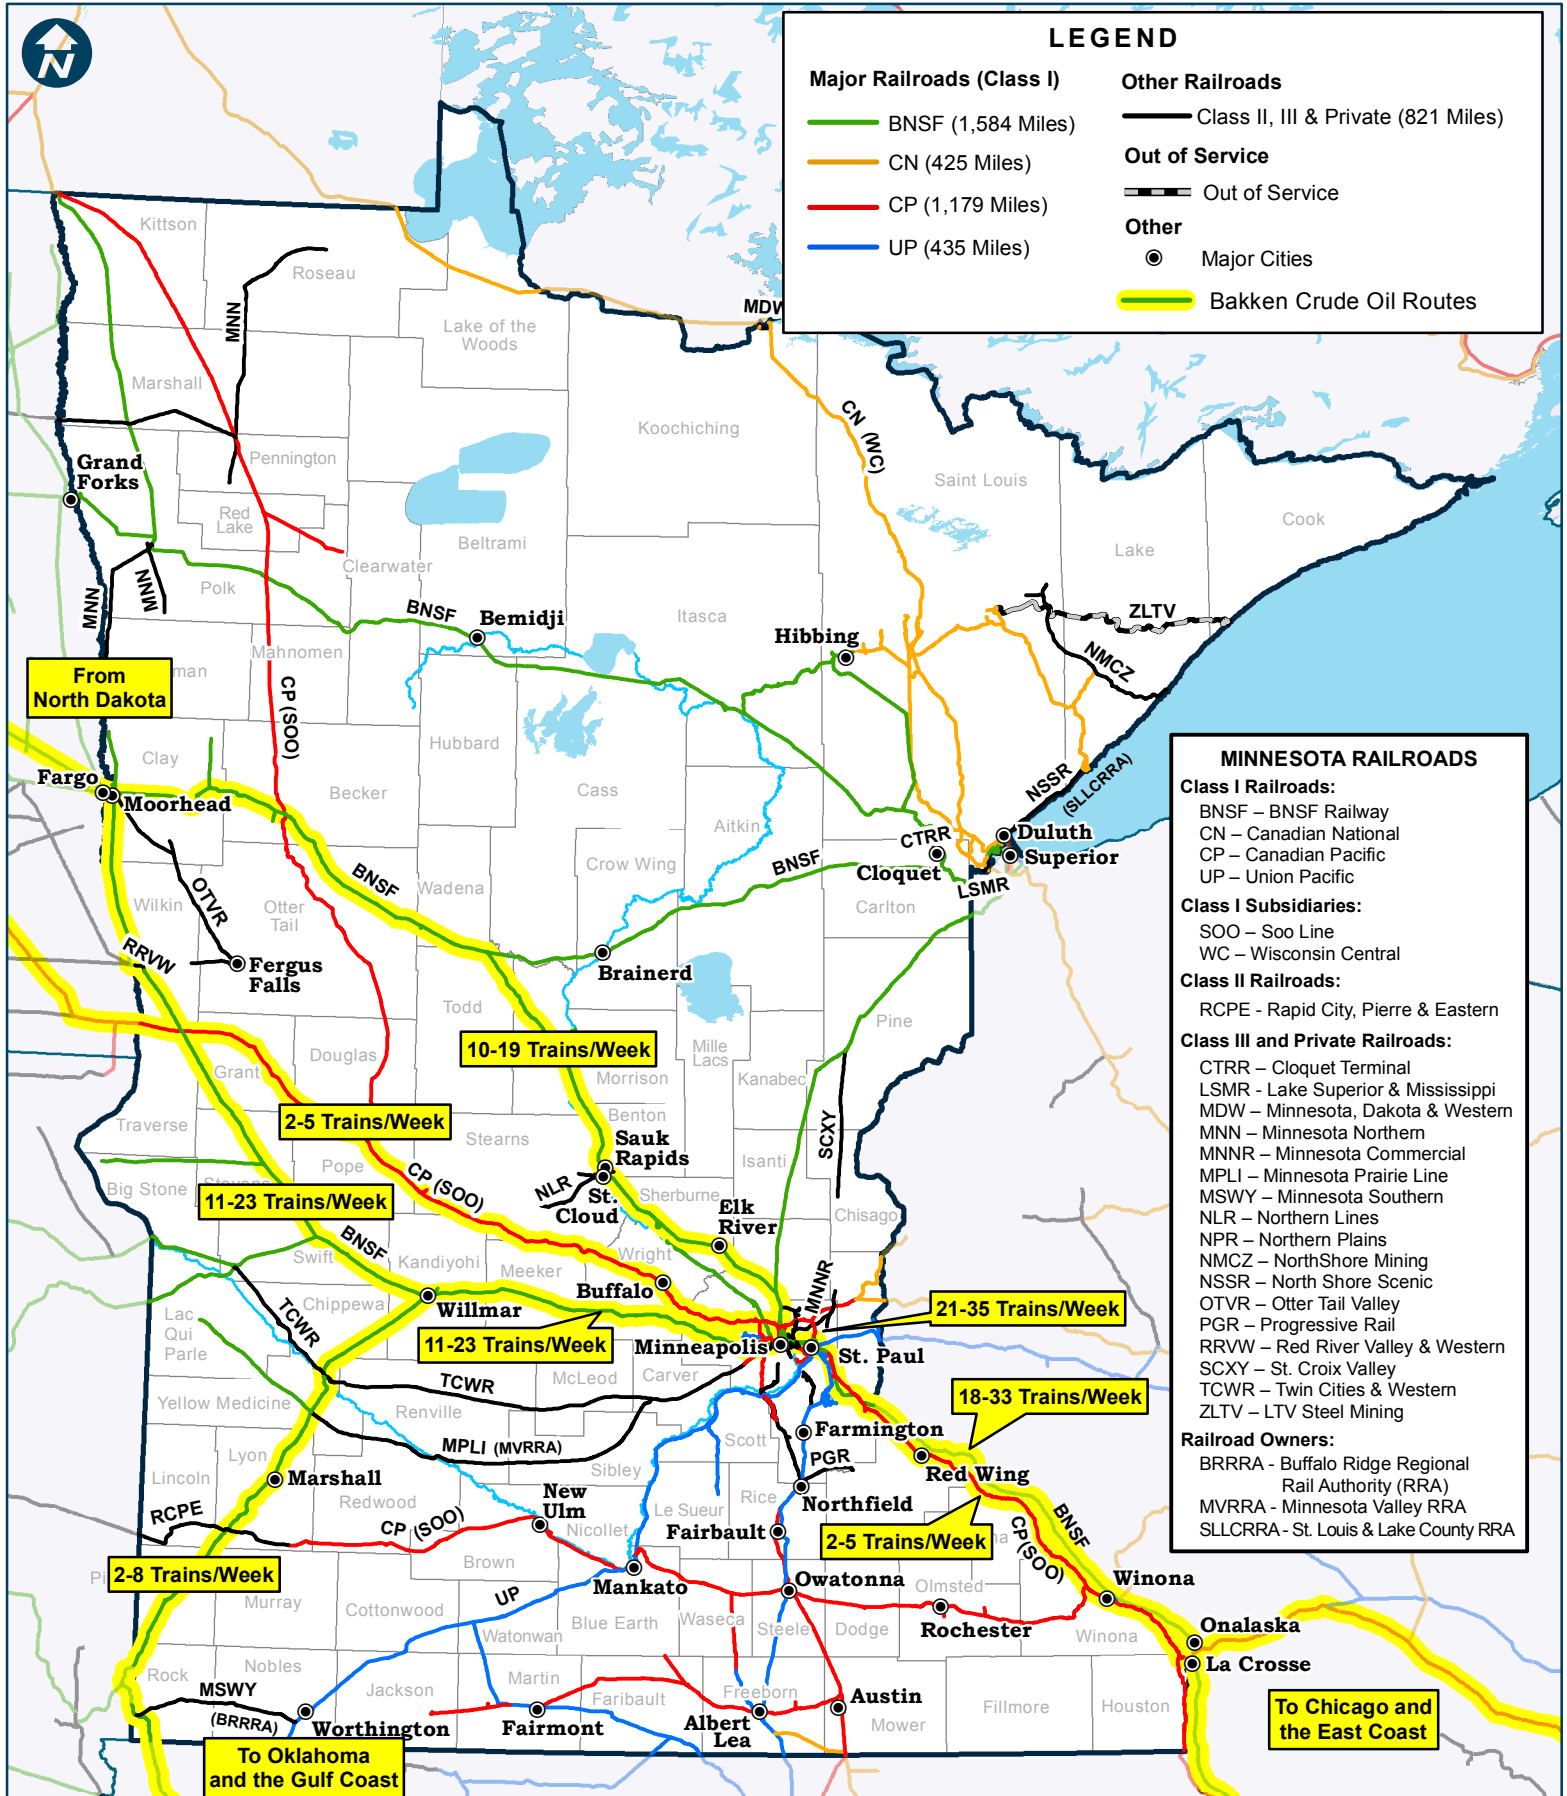 N
LEGEND
Major Railroads (Class I)
BNSF (1,584 Miles)
CN (425 Miles)
CP (1,179 Miles)
UP (435 Miles)
Other Railroads
Class II, III & Private (821 Miles)
Out of Service
Out of Service
Other
Major Cities
Bakken Crude Oil Routes
Kittson
Roseau
Lake of the
Woods
MDW
MNN
Marshall
Koochiching
CN (WC)
Pennington
Grand
Forks
Red
Lake
Saint Louis
Cook
Lake
Beltrami
Clearwater
Polk
MNN
MNN
BNSF
Bemidji
Itasca
Hibbing
ZLTV
NMCZ
Mahnomen
man
From
North Dakota
CP (SOO)
Hubbard
Clay
Fargo
Moorhead
Becker
Cass
Aitkin
NSSR
(SLLCRRA)
CTRR
Duluth
Superior
Cloquet
LSMR
BNSF
Crow Wing
BNSF
Wadena
Carlton
Wilkin
OTVR
Otter
Tail
RRVW
Fergus
Falls
Brainerd
Todd
Pine
10-19 Trains/Week
Mille
Lacs
Douglas
Grant
Morrison
Kanabec
Benton
2-5 Trains/Week
Traverse
Stearns
Sauk
Rapids
SCXY
Isanti
Pope
CP (SOO)
Big Stone
Stevens
11-23 Trains/Week
NLR
St.
Cloud
Sherburne
Elk
River
Chisago
BNSF
Swift
Kandiyohi
Meeker
Wright
Buffalo
MNNR
Chippewa
Willmar
21-35 Trains/Week
Lac
Qui
Parle
TCWR
11-23 Trains/Week
Minneapolis
St. Paul
TCWR
McLeod
Carver
18-33 Trains/Week
Yellow Medicine
Renville
MPLI (MVRRA)
Scott
Farmington
Lyon
Sibley
PGR
Red Wing
Lincoln
Marshall
Redwood
New
Ulm
Le Sueur
Rice
Northfield
RCPE
CP (SOO)
Nicollet
Fairbault
2-5 Trains/Week
na
CP(SOO)
BNSF
Pi
2-8 Trains/Week
Brown
Mankato
Owatonna
Olmsted
Winona
Murray
Cottonwood
UP
Watonwan
Blue Earth
Waseca
Steele
Dodge
Rochester
Winona
Onalaska
La Crosse
Rock
Nobles
MSWY
(BRRRA)
Jackson
Martin
Faribault
Freeborn
Austin
Mower
Fillmore
Houston
Worthington
Fairmont
Albert
Lea
To Chicago and
the East Coast
To Oklahoma
and the Gulf Coast
MINNESOTA RAILROADS
Class I Railroads:
BNSF – BNSF Railway
CN – Canadian National
CP – Canadian Pacific
UP – Union Pacific
Class I Subsidiaries:
SOO – Soo Line
WC – Wisconsin Central
Class II Railroads:
RCPE - Rapid City, Pierre & Eastern
Class III and Private Railroads:
CTRR – Cloquet Terminal
LSMR - Lake Superior & Mississippi
MDW – Minnesota, Dakota & Western
MNN – Minnesota Northern
MNNR – Minnesota Commercial
MPLI – Minnesota Prairie Line
MSWY – Minnesota Southern
NLR – Northern Lines
NPR – Northern Plains
NMCZ – NorthShore Mining
NSSR – North Shore Scenic
OTVR – Otter Tail Valley
PGR – Progressive Rail
RRVW – Red River Valley & Western
SCXY – St. Croix Valley
TCWR – Twin Cities & Western
ZLTV – LTV Steel Mining
Railroad Owners:
BRRRA - Buffalo Ridge Regional
Rail Authority (RRA)
MVRRA - Minnesota Valley RRA
SLLCRRA - St. Louis & Lake County RRA